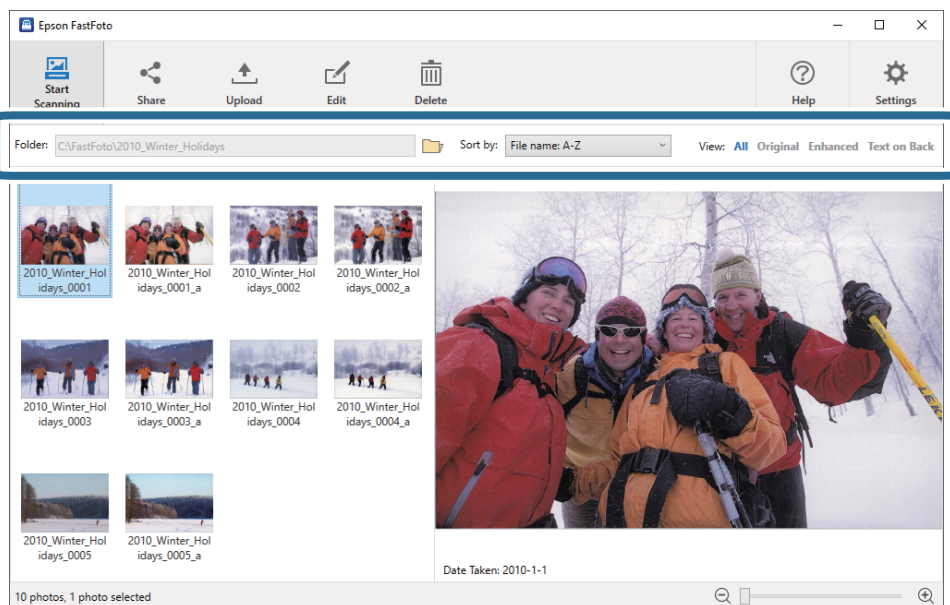 Epson FastFoto
Start
Scanning
Share
Upload
Edit
Delete
Help
Settings
Folder: C:\FastFoto\2010_Winter_Holidays
Sort by: File name: A-Z
View: All Original Enhanced Text on Back
2010_Winter_Hol
idays_0001
2010_Winter_Hol
idays_0001_a
2010_Winter_Hol
idays_0002
2010_Winter_Hol
idays_0002_a
2010_Winter_Hol
idays_0003
2010_Winter_Hol
idays_0003_a
2010_Winter_Hol
idays_0004
2010_Winter_Hol
idays_0004_a
2010_Winter_Hol
idays_0005
2010_Winter_Hol
idays_0005_a
Date Taken: 2010-1-1
10 photos, 1 photo selected